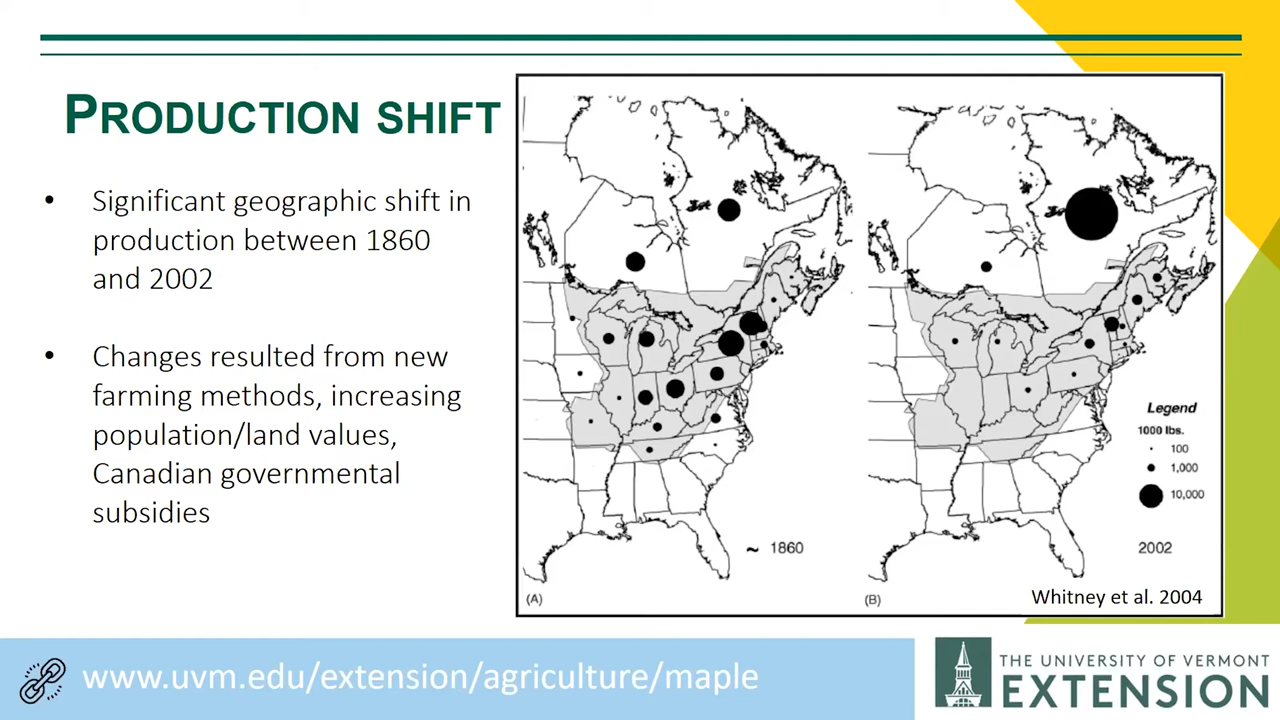 PRODUCTION SHIFT
• Significant geographic shift in
production between 1860
and 2002
• Changes resulted from new
farming methods, increasing
population/land values,
Canadian governmental
subsidies
~ 1860
(A)
Legend
1000 lbs.
100
1,000
10,000
2002
(B)
Whitney et al. 2004
www.uvm.edu/extension/agriculture/maple
THE UNIVERSITY OF VERMONT
EXTENSION